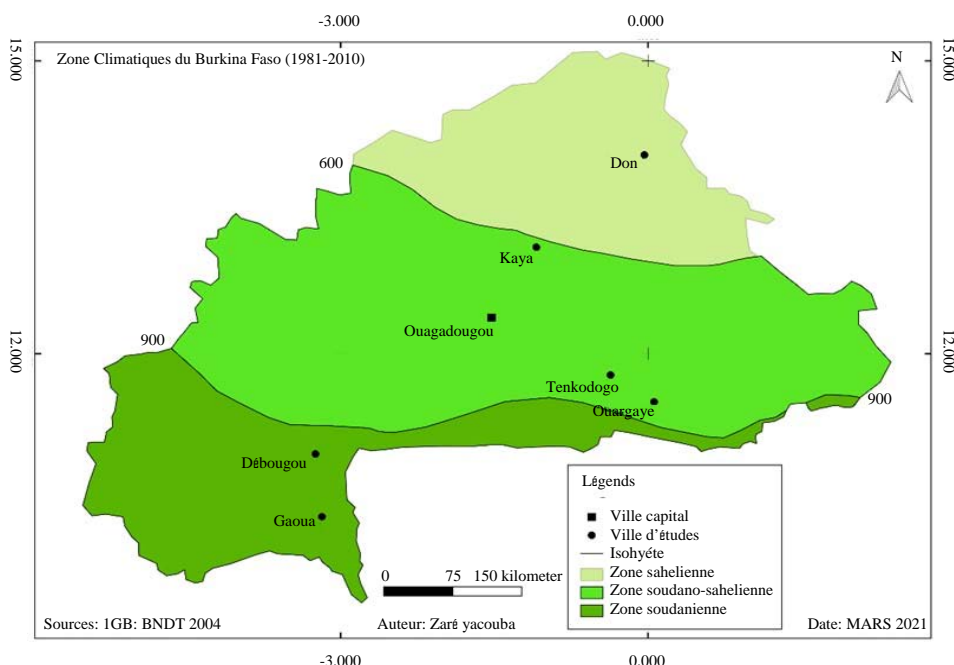 -3.000 0.000
15.000 15.000
Zone Climatiques du Burkina Faso (1981-2010)
N
Don
600
Kaya
Ouagadougou
900
12.000 12.000
Tenkodogo
Ouargaye
900
Débougou
Gaoua
Légends
Ville capital
Ville d'études
Isohyéte
Zone sahelienne
Zone soudano-sahelienne
Zone soudanienne
0 75 150 kilometer
Sources: 1GB: BNDT 2004 Auteur: Zaré yacouba Date: MARS 2021
-3.000 0.000